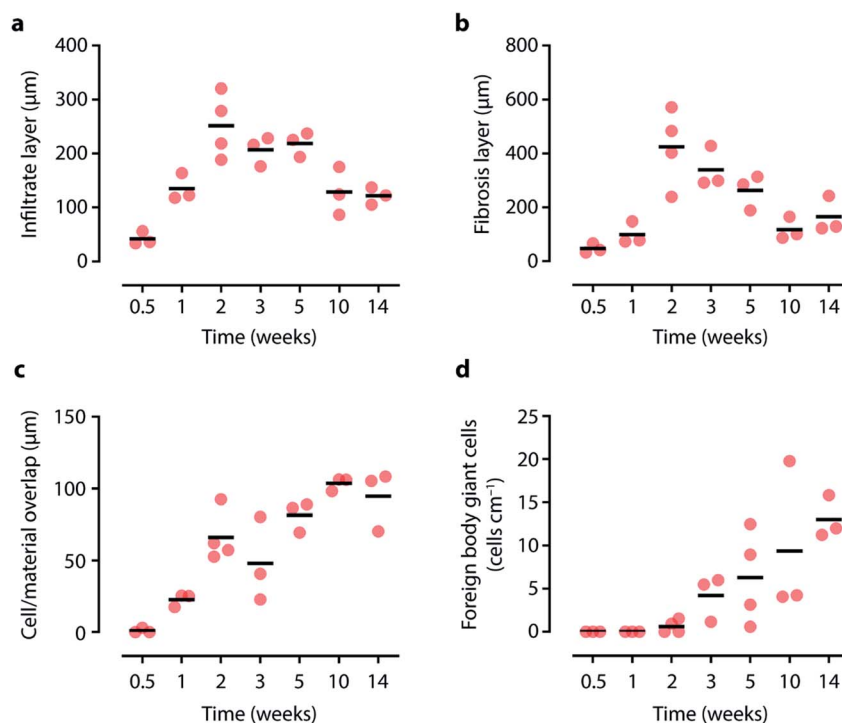 a
Infiltrate layer (µm)
400
300
200
100
0
0.5 1 2 3 5 10 14
Time (weeks)
b
Fibrosis layer (µm)
800
600
400
200
0
0.5 1 2 3 5 10 14
Time (weeks)
c
Cell/material overlap (µm)
150
100
50
0
0.5 1 2 3 5 10 14
Time (weeks)
d
Foreign body giant cells
(cells cm⁻¹)
25
20
15
10
5
0
0.5 1 2 3 5 10 14
Time (weeks)